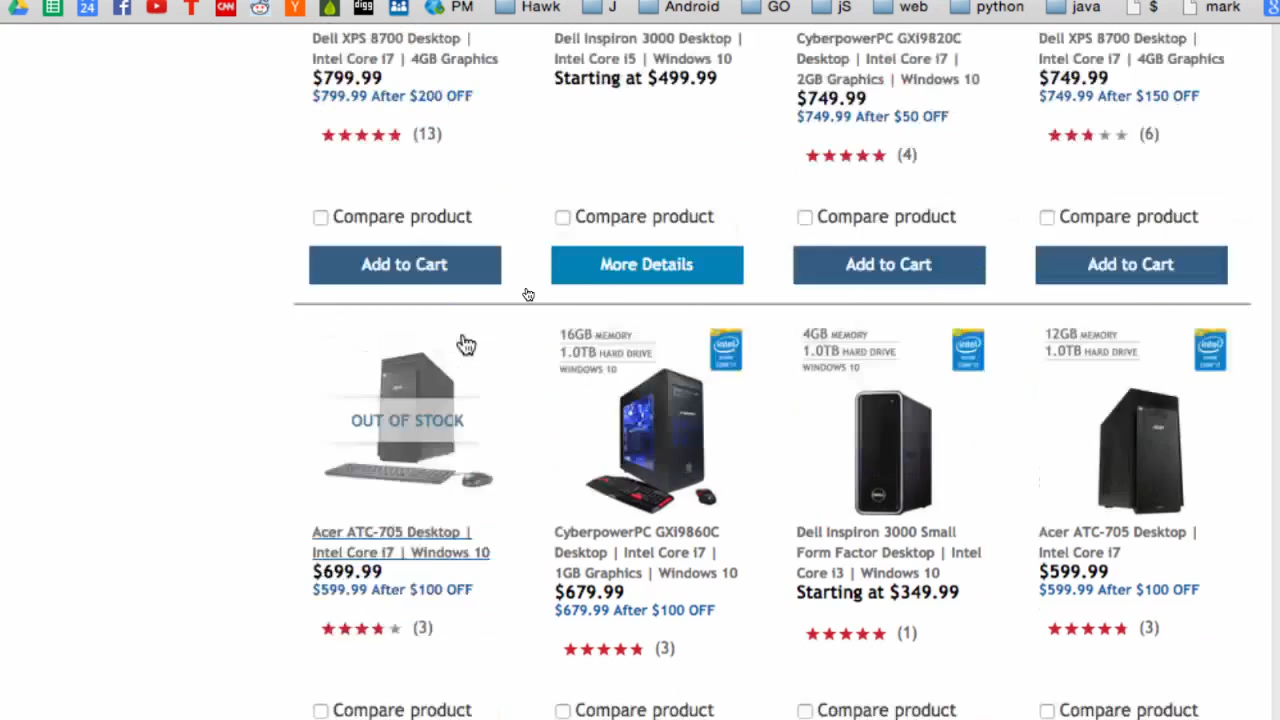 24 f T CNN Y digg PM Hawk J Android GO jS web python java $ mark 8
Dell XPS 8700 Desktop |
Intel Core i7 | 4GB Graphics
$799.99
$799.99 After $200 OFF
(13)
Compare product
Add to Cart
Dell Inspiron 3000 Desktop |
Intel Core i5 | Windows 10
Starting at $499.99
Compare product
More Details
CyberpowerPC GXi9820C
Desktop | Intel Core i7 |
2GB Graphics | Windows 10
$749.99
$749.99 After $50 OFF
(4)
Compare product
Add to Cart
Dell XPS 8700 Desktop |
Intel Core i7 | 4GB Graphics
$749.99
$749.99 After $150 OFF
(6)
Compare product
Add to Cart
OUT OF STOCK
Acer ATC-705 Desktop |
Intel Core i7 | Windows 10
$699.99
$599.99 After $100 OFF
(3)
Compare product
16GB MEMORY
1.0TB HARD DRIVE
WINDOWS 10
intel
CyberpowerPC GXi9860C
Desktop | Intel Core i7 |
1GB Graphics | Windows 10
$679.99
$679.99 After $100 OFF
(3)
Compare product
4GB MEMORY
1.0TB HARD DRIVE
WINDOWS 10
intel
DELL
Dell Inspiron 3000 Small
Form Factor Desktop | Intel
Core i3 | Windows 10
Starting at $349.99
(1)
Compare product
12GB MEMORY
1.0TB HARD DRIVE
intel
acer
Acer ATC-705 Desktop |
Intel Core i7
$599.99
$599.99 After $100 OFF
(3)
Compare product